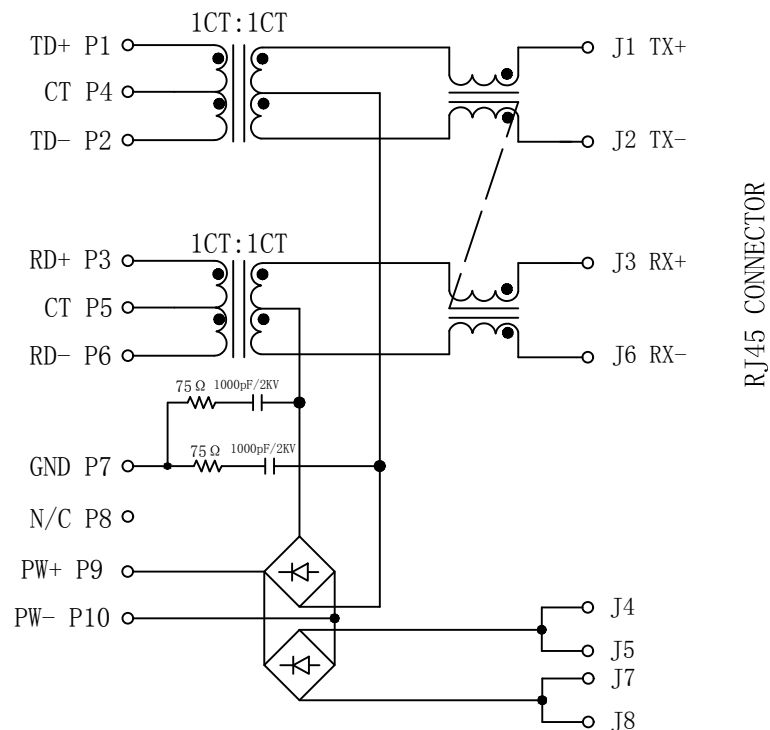 1CT:1CT
TD+ P1
J1 TX+
CT P4
TD- P2
J2 TX-
1CT:1CT
RD+ P3
J3 RX+
CT P5
RD- P6
J6 RX-
RJ45 CONNECTOR
75Ω 1000pF/2KV
75Ω 1000pF/2KV
GND P7
N/C P8
PW+ P9
PW- P10
J4
J5
J7
J8